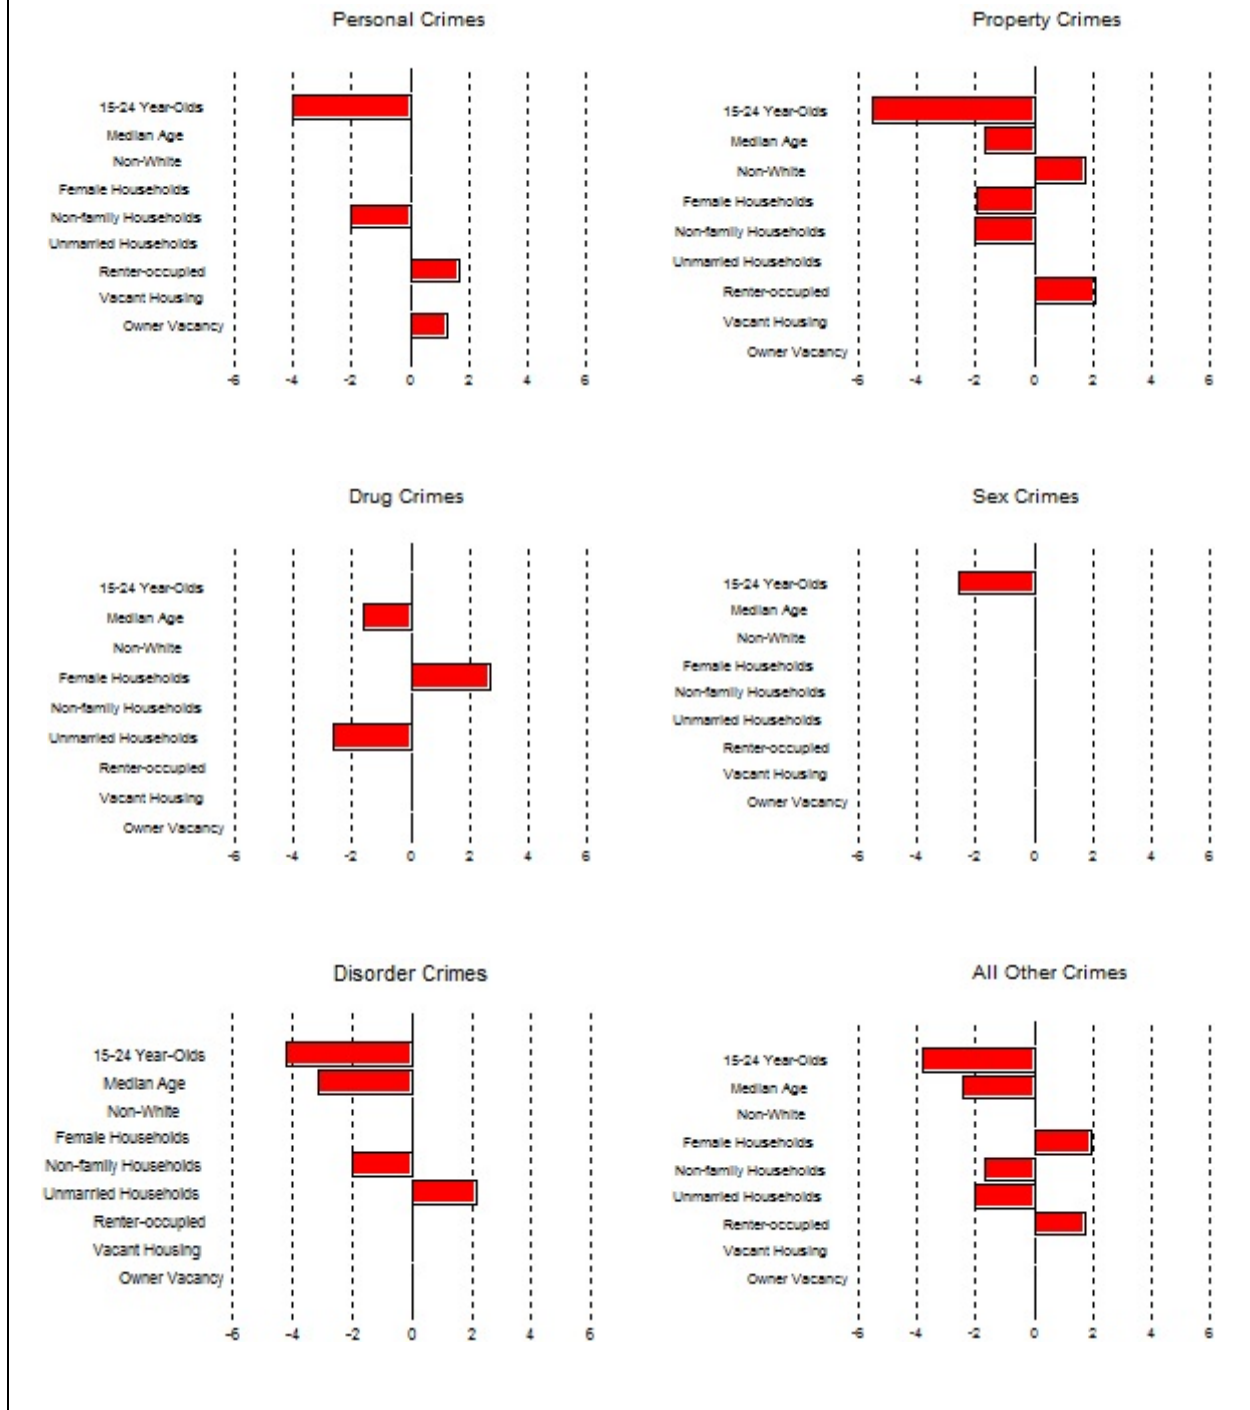 Personal Crimes
15-24 Year-Olds
Median Age
Non-White
Female Households
Non-family Households
Unmarried Households
Renter-occupied
Vacant Housing
Owner Vacancy
-6 -4 -2 0 2 4 6
Property Crimes
15-24 Year-Olds
Median Age
Non-White
Female Households
Non-family Households
Unmarried Households
Renter-occupied
Vacant Housing
Owner Vacancy
-6 -4 -2 0 2 4 6
Drug Crimes
15-24 Year-Olds
Median Age
Non-White
Female Households
Non-family Households
Unmarried Households
Renter-occupied
Vacant Housing
Owner Vacancy
-6 -4 -2 0 2 4 6
Sex Crimes
15-24 Year-Olds
Median Age
Non-White
Female Households
Non-family Households
Unmarried Households
Renter-occupied
Vacant Housing
Owner Vacancy
-6 -4 -2 0 2 4 6
Disorder Crimes
15-24 Year-Olds
Median Age
Non-White
Female Households
Non-family Households
Unmarried Households
Renter-occupied
Vacant Housing
Owner Vacancy
-6 -4 -2 0 2 4 6
All Other Crimes
15-24 Year-Olds
Median Age
Non-White
Female Households
Non-family Households
Unmarried Households
Renter-occupied
Vacant Housing
Owner Vacancy
-6 -4 -2 0 2 4 6